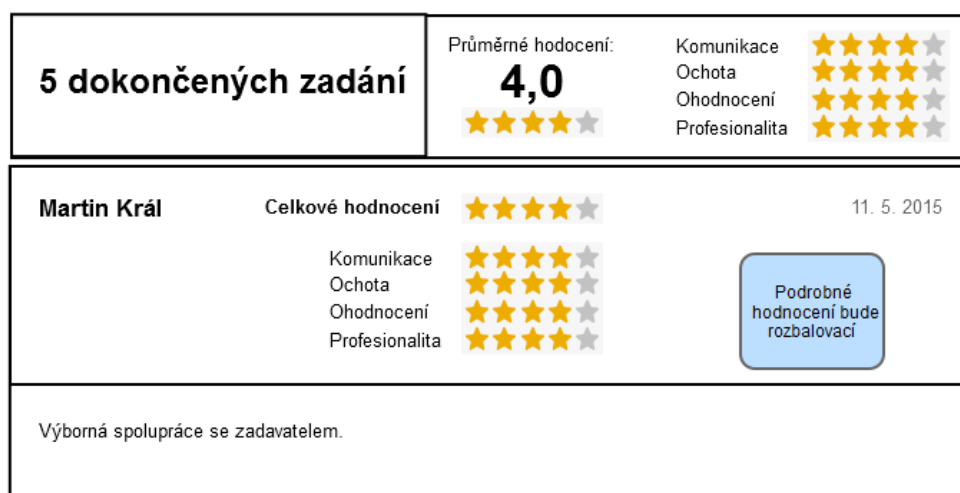 5 dokončených zadání
Průměrné hodocení:
4,0
Komunikace
Ochota
Ohodnocení
Profesionalita
Martin Král
Celkové hodnocení
11. 5. 2015
Komunikace
Ochota
Ohodnocení
Profesionalita
Podrobné
hodnocení bude
rozbalovací
Výborná spolupráce se zadavatelem.